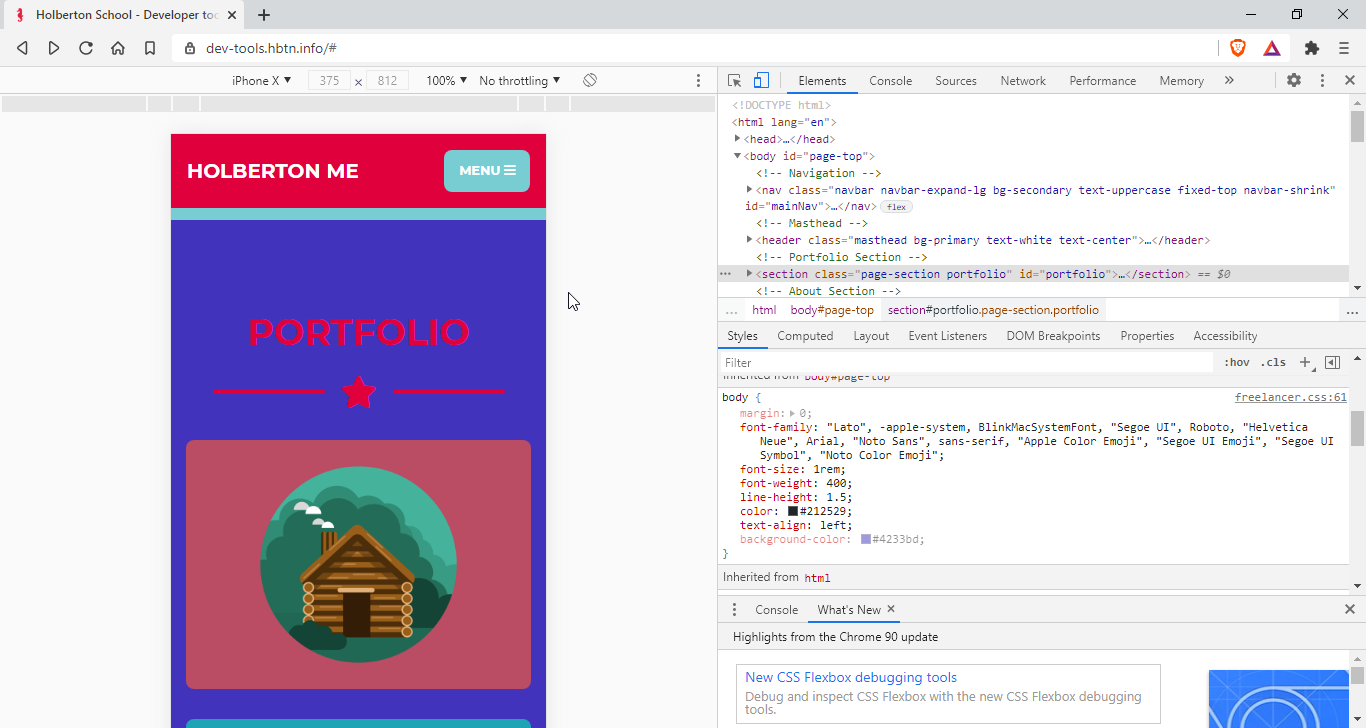 Holberton School - Developer too
dev-tools.hbtn.info/#
iPhone X ▼ 375 x 812 100% ▼ No throttling ▼
Elements Console Sources Network Performance Memory »
HOLBERTON ME
MENU
PORTFOLIO
<!DOCTYPE html>
<html lang="en">
<head>…</head>
<body id="page-top">
<!-- Navigation -->
<nav class="navbar navbar-expand-lg bg-secondary text-uppercase fixed-top navbar-shrink"
id="mainNav">…</nav> flex
<!-- Masthead -->
<header class="masthead bg-primary text-white text-center">…</header>
<!-- Portfolio Section -->
… <section class="page-section portfolio" id="portfolio">…</section> == $0
<!-- About Section -->
… html body#page-top section#portfolio.page-section.portfolio …
Styles Computed Layout Event Listeners DOM Breakpoints Properties Accessibility
Filter :hov .cls +
Inherited from body#page-top
body { freelancer.css:61
margin: 0;
font-family: "Lato", -apple-system, BlinkMacSystemFont, "Segoe UI", Roboto, "Helvetica
Neue", Arial, "Noto Sans", sans-serif, "Apple Color Emoji", "Segoe UI Emoji", "Segoe UI
Symbol", "Noto Color Emoji";
font-size: 1rem;
font-weight: 400;
line-height: 1.5;
color: #212529;
text-align: left;
background-color: #4233bd;
}
Inherited from html
Console What's New ×
Highlights from the Chrome 90 update
New CSS Flexbox debugging tools
Debug and inspect CSS Flexbox with the new CSS Flexbox debugging
tools.